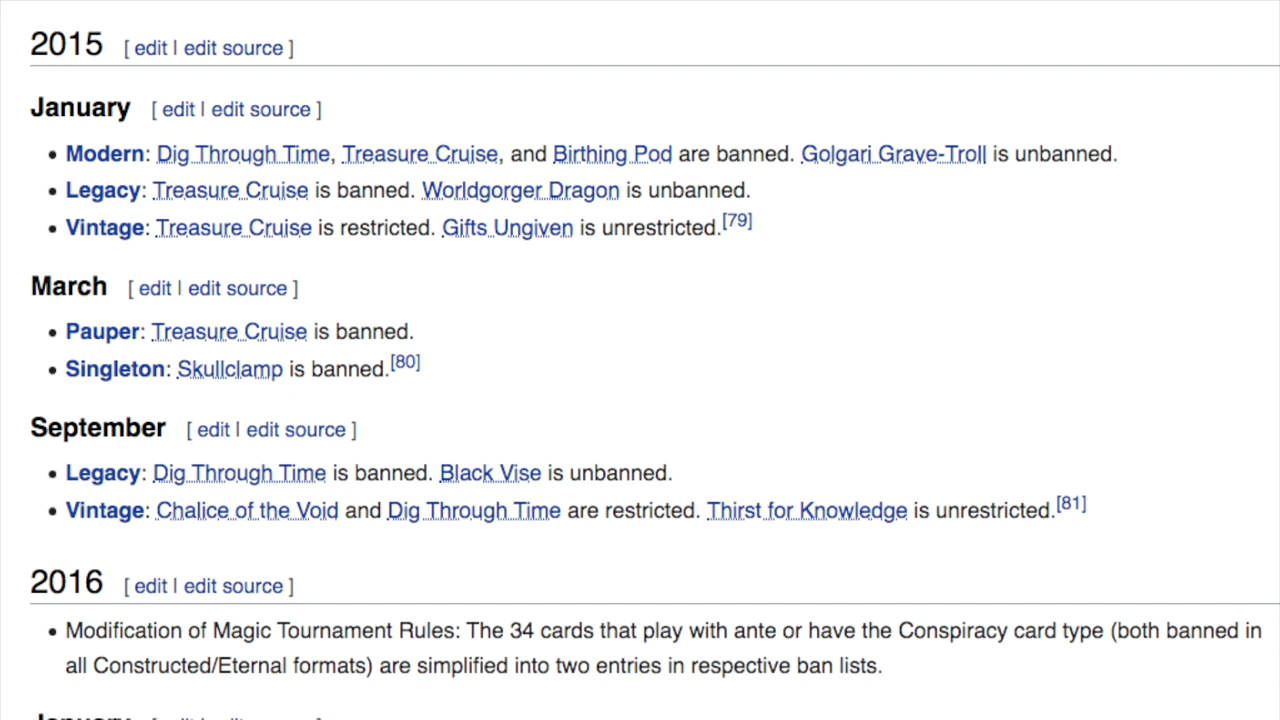 2015 [ edit | edit source ]
January [ edit | edit source ]
• Modern: Dig Through Time, Treasure Cruise, and Birthing Pod are banned. Golgari Grave-Troll is unbanned.
• Legacy: Treasure Cruise is banned. Worldgorger Dragon is unbanned.
• Vintage: Treasure Cruise is restricted. Gifts Ungiven is unrestricted.[79]
March [ edit | edit source ]
• Pauper: Treasure Cruise is banned.
• Singleton: Skullclamp is banned.[80]
September [ edit | edit source ]
• Legacy: Dig Through Time is banned. Black Vise is unbanned.
• Vintage: Chalice of the Void and Dig Through Time are restricted. Thirst for Knowledge is unrestricted.[81]
2016 [ edit | edit source ]
• Modification of Magic Tournament Rules: The 34 cards that play with ante or have the Conspiracy card type (both banned in
all Constructed/Eternal formats) are simplified into two entries in respective ban lists.